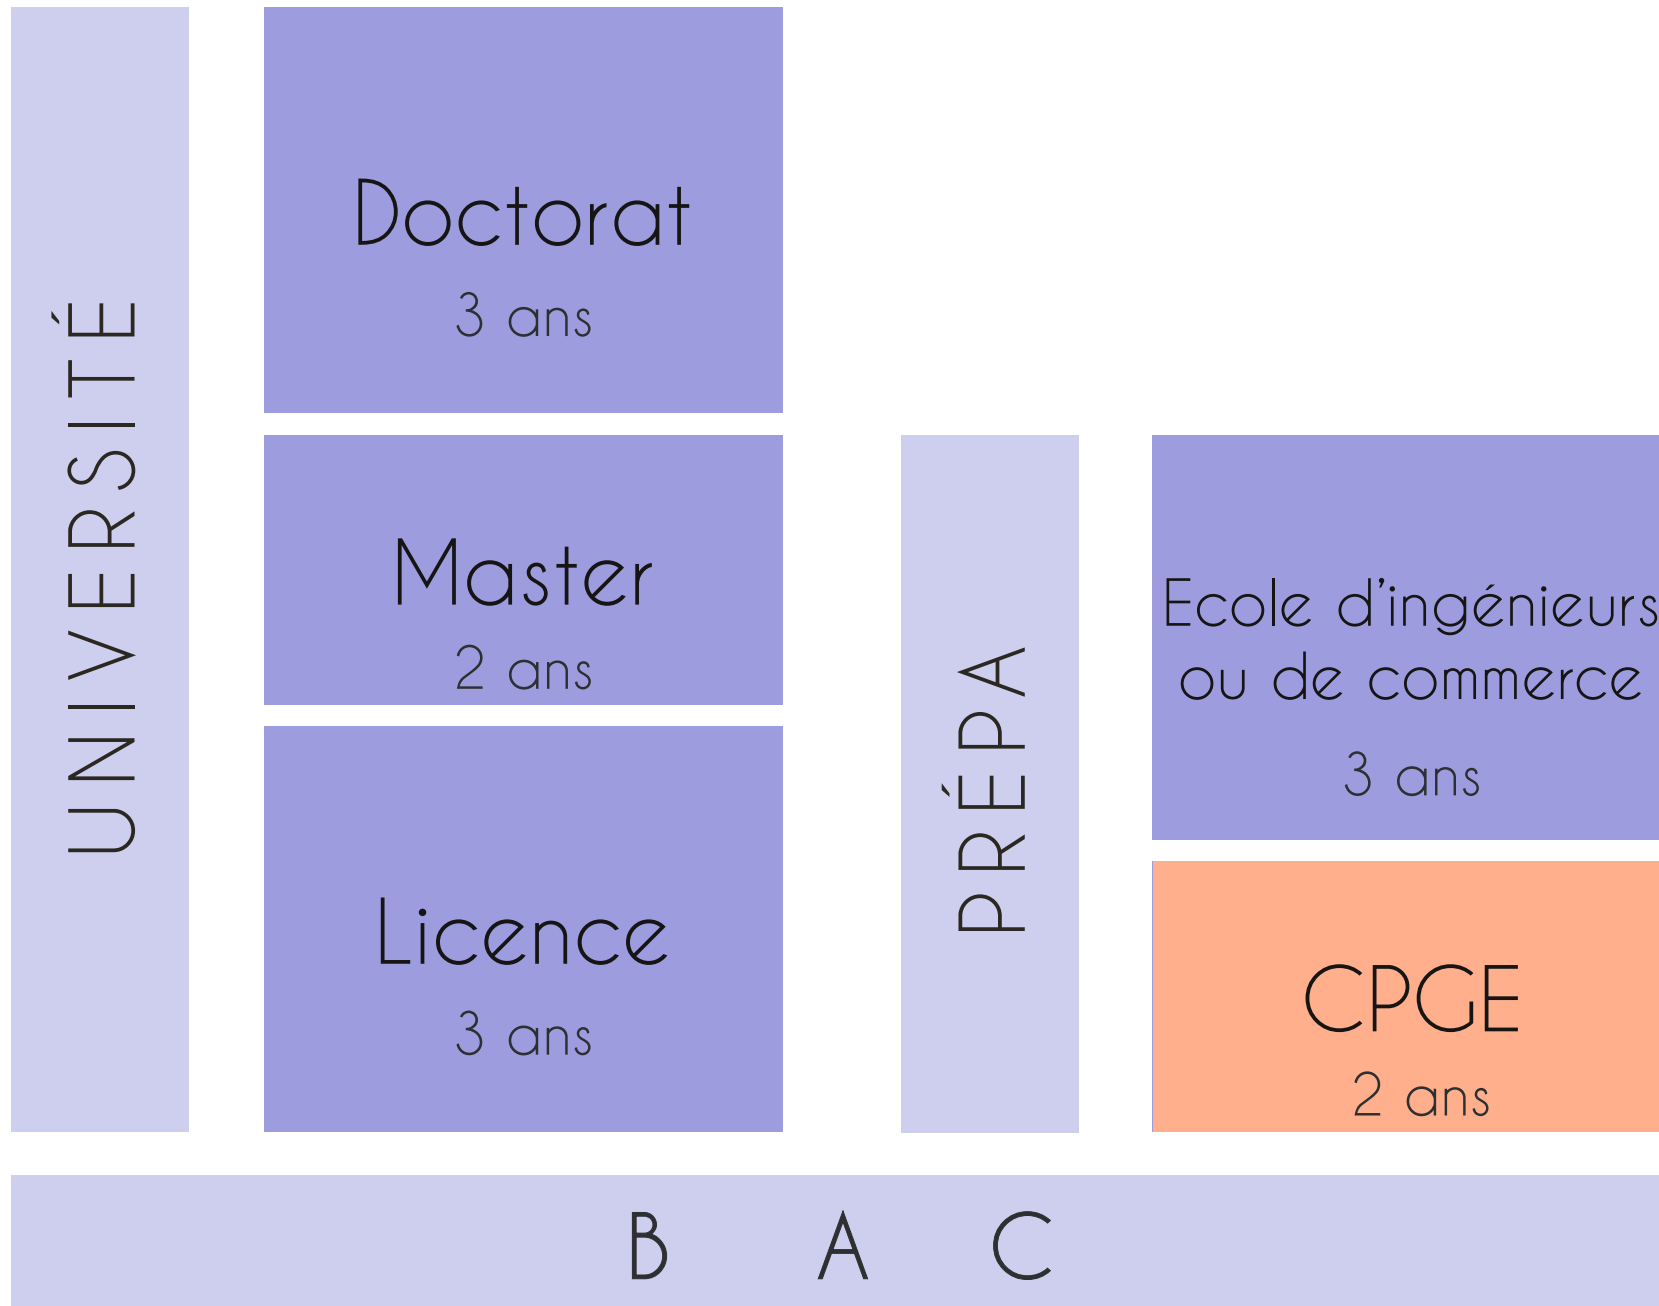 UNIVERSITÉ
Doctorat
3 ans
Master
2 ans
Licence
3 ans
PRÉPA
Ecole d'ingénieurs
ou de commerce
3 ans
CPGE
2 ans
BAC